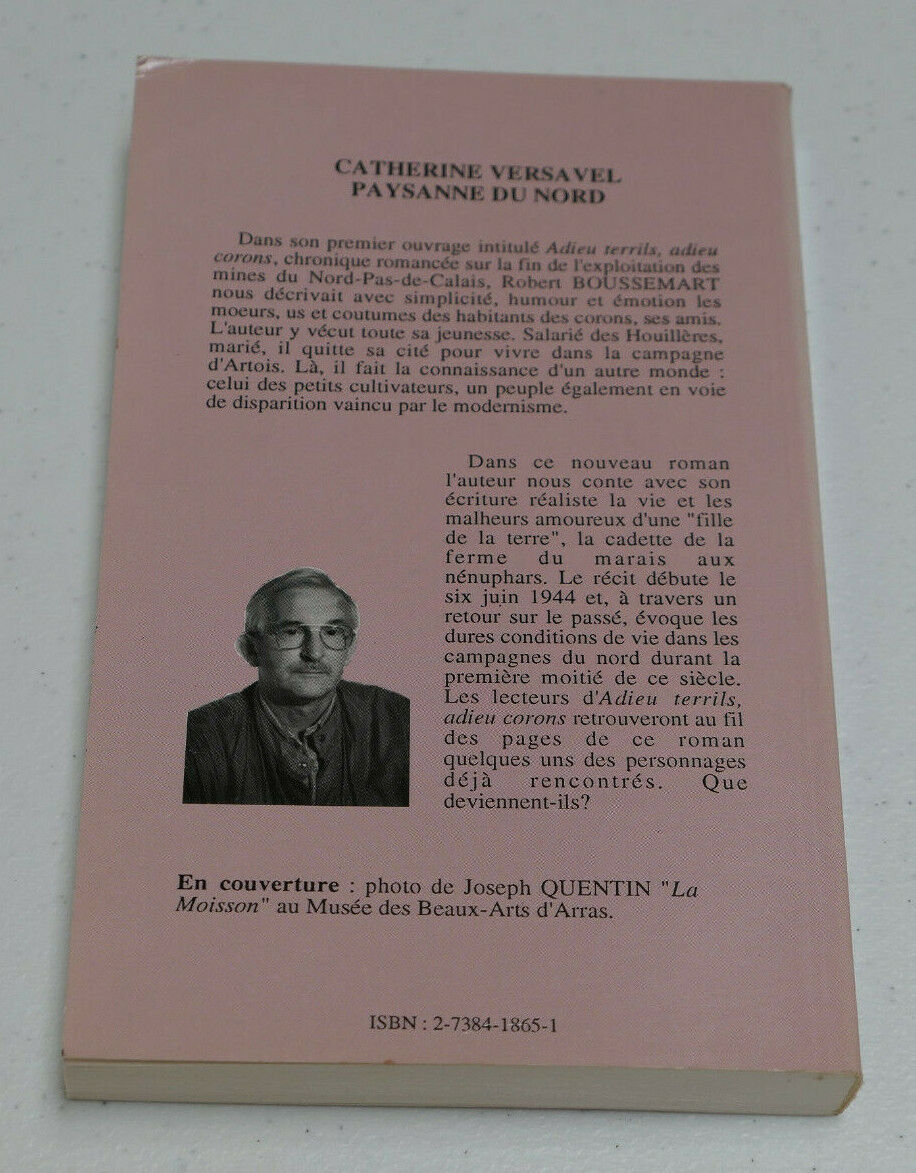 CATHERINE VERSAVEL
PAYSANNE DU NORD
Dans son premier ouvrage intitulé Adieu terrils, adieu
corons, chronique romancée sur la fin de l'exploitation des
mines du Nord-Pas-de-Calais, Robert BOUSSEMART
nous décrivait avec simplicité, humour et émotion les
moeurs, us et coutumes des habitants des corons, ses amis.
L'auteur y vécut toute sa jeunesse. Salarié des Houillères,
marié, il quitte sa cité pour vivre dans la campagne
d'Artois. Là, il fait la connaissance d'un autre monde :
celui des petits cultivateurs, un peuple également en voie
de disparition vaincu par le modernisme.
Dans ce nouveau roman
l'auteur nous conte avec son
écriture réaliste la vie et les
malheurs amoureux d'une "fille
de la terre", la cadette de la
ferme du marais aux
nénuphars. Le récit débute le
six juin 1944 et, à travers un
retour sur le passé, évoque les
dures conditions de vie dans les
campagnes du nord durant la
première moitié de ce siècle.
Les lecteurs d'Adieu terrils,
adieu corons retrouveront au fil
des pages de ce roman
quelques uns des personnages
déjà rencontrés. Que
deviennent-ils?
En couverture : photo de Joseph QUENTIN "La
Moisson" au Musée des Beaux-Arts d'Arras.
ISBN : 2-7384-1865-1